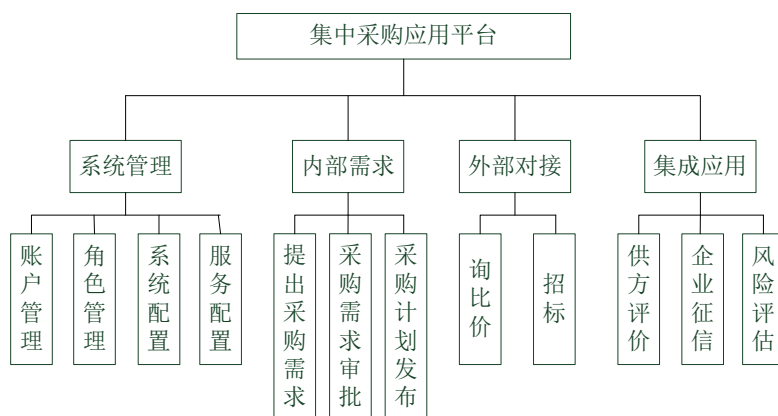 集中采购应用平台
系统管理
内部需求
外部对接
集成应用
账户管理
角色管理
系统配置
服务配置
提出采购需求
采购需求审批
采购计划发布
询比价
招标
供方评价
企业征信
风险评估